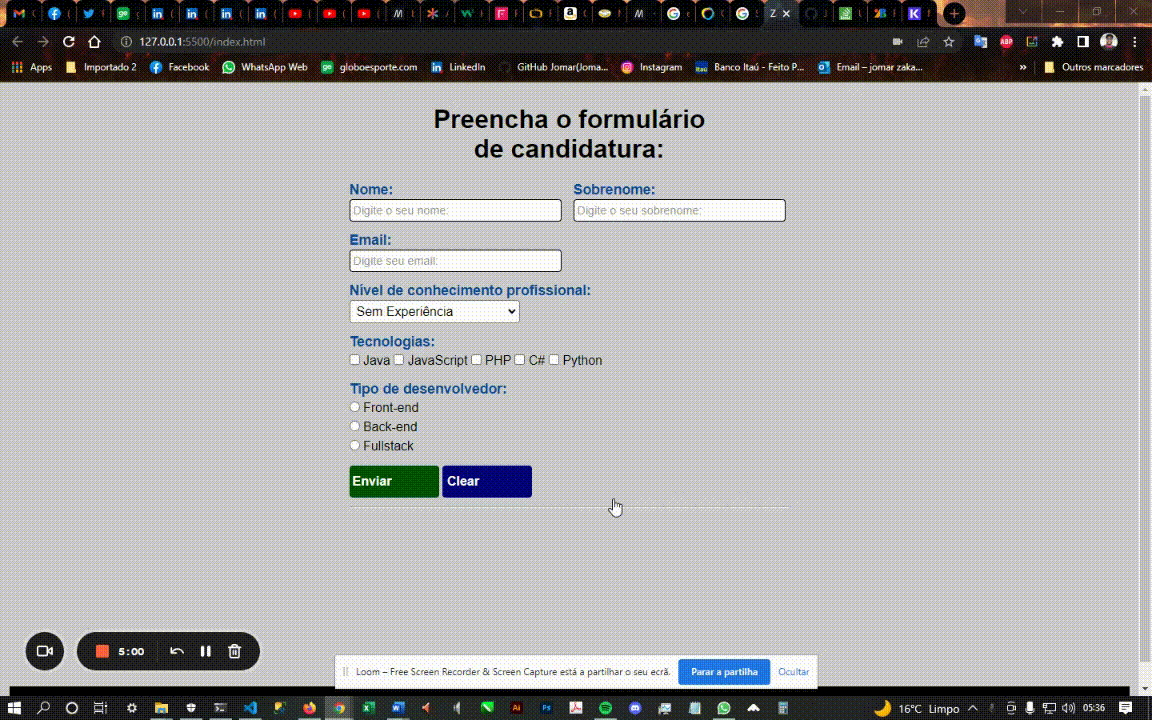 127.0.0.1:5500/index.html
Apps Importado 2 Facebook WhatsApp Web globoesporte.com LinkedIn GitHub Jomar(Joma... Instagram Banco Itaú - Feito P... Email – jomar zaka... » Outros marcadores
Preencha o formulário
de candidatura:
Nome: Sobrenome:
Digite o seu nome: Digite o seu sobrenome:
Email:
Digite seu email:
Nivel de conhecimento profissional:
Sem Experiência
Tecnologias:
Java JavaScript PHP C# Python
Tipo de desenvolvedor:
Front-end
Back-end
Fullstack
Enviar Clear
5:00
Loom – Free Screen Recorder & Screen Capture está a partilhar o seu ecrã. Parar a partilha Ocultar
16°C Limpo 05:36